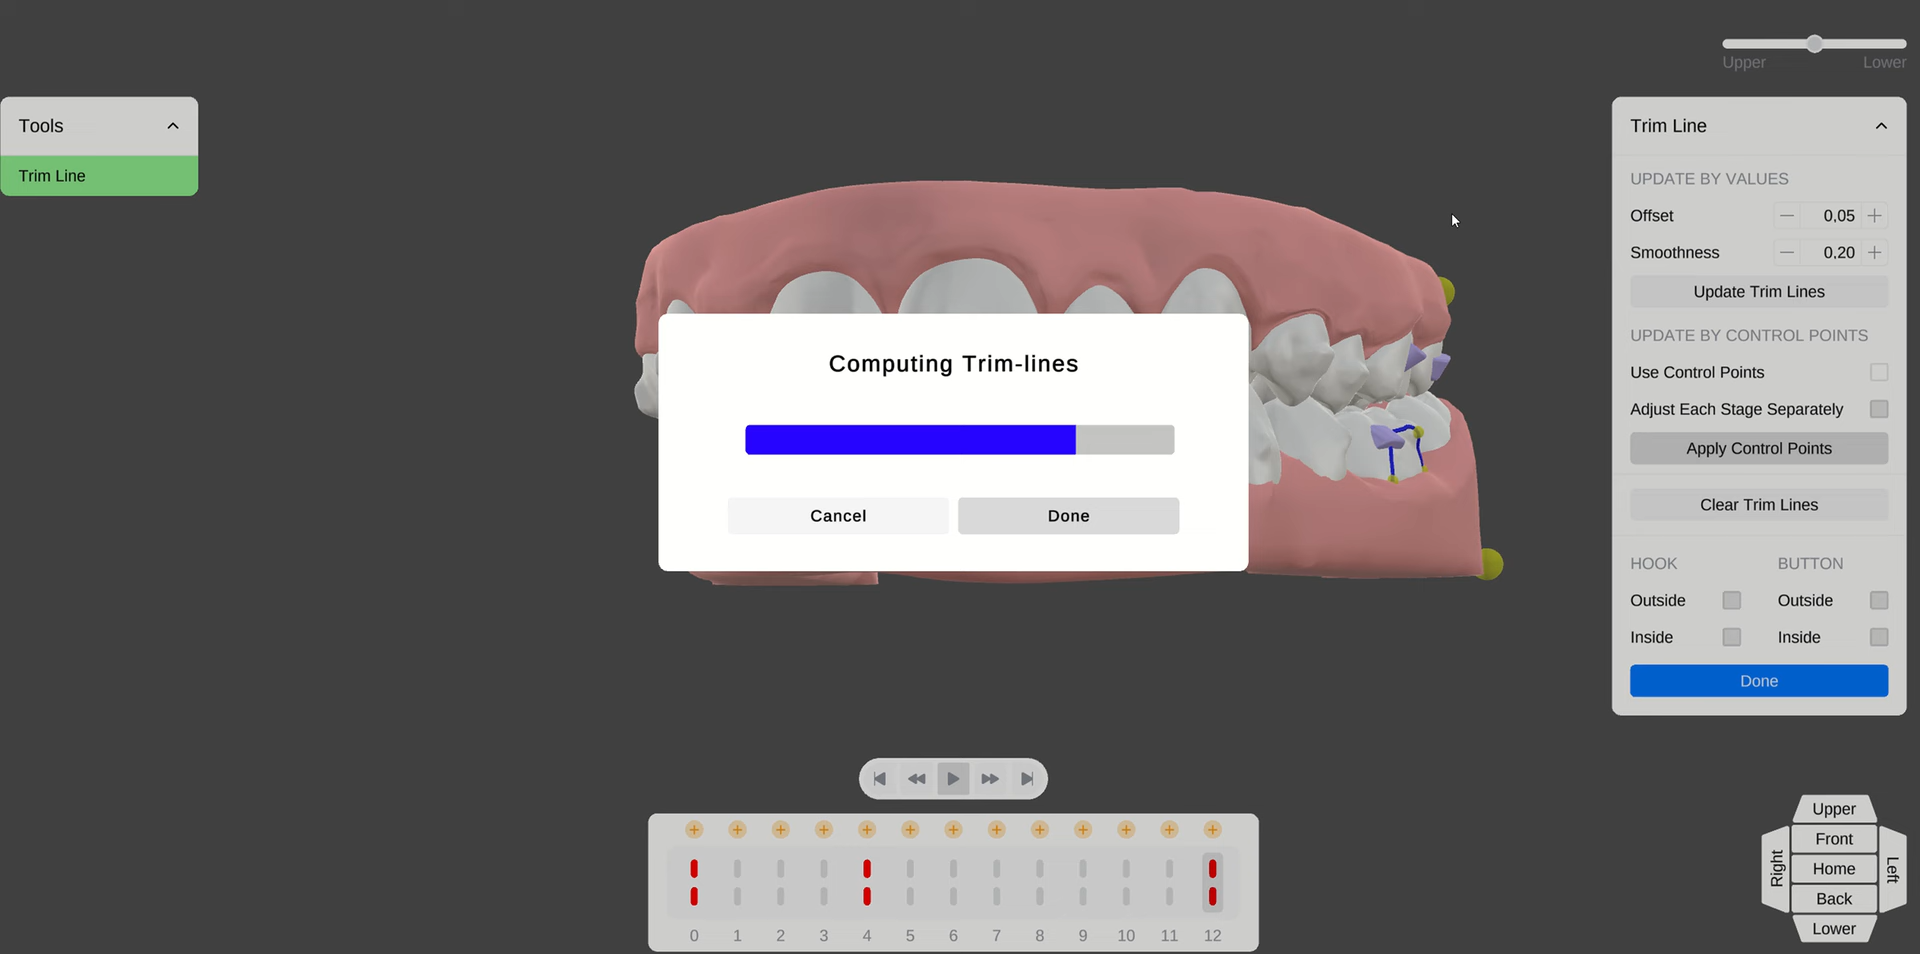 Upper Lower
Tools
Trim Line
Trim Line
UPDATE BY VALUES
Offset 0,05
Smoothness 0,20
Update Trim Lines
UPDATE BY CONTROL POINTS
Use Control Points
Adjust Each Stage Separately
Apply Control Points
Clear Trim Lines
HOOK BUTTON
Outside Outside
Inside Inside
Done
Computing Trim-lines
Cancel Done
0 1 2 3 4 5 6 7 8 9 10 11 12
Upper
Front
Right Home Left
Back
Lower